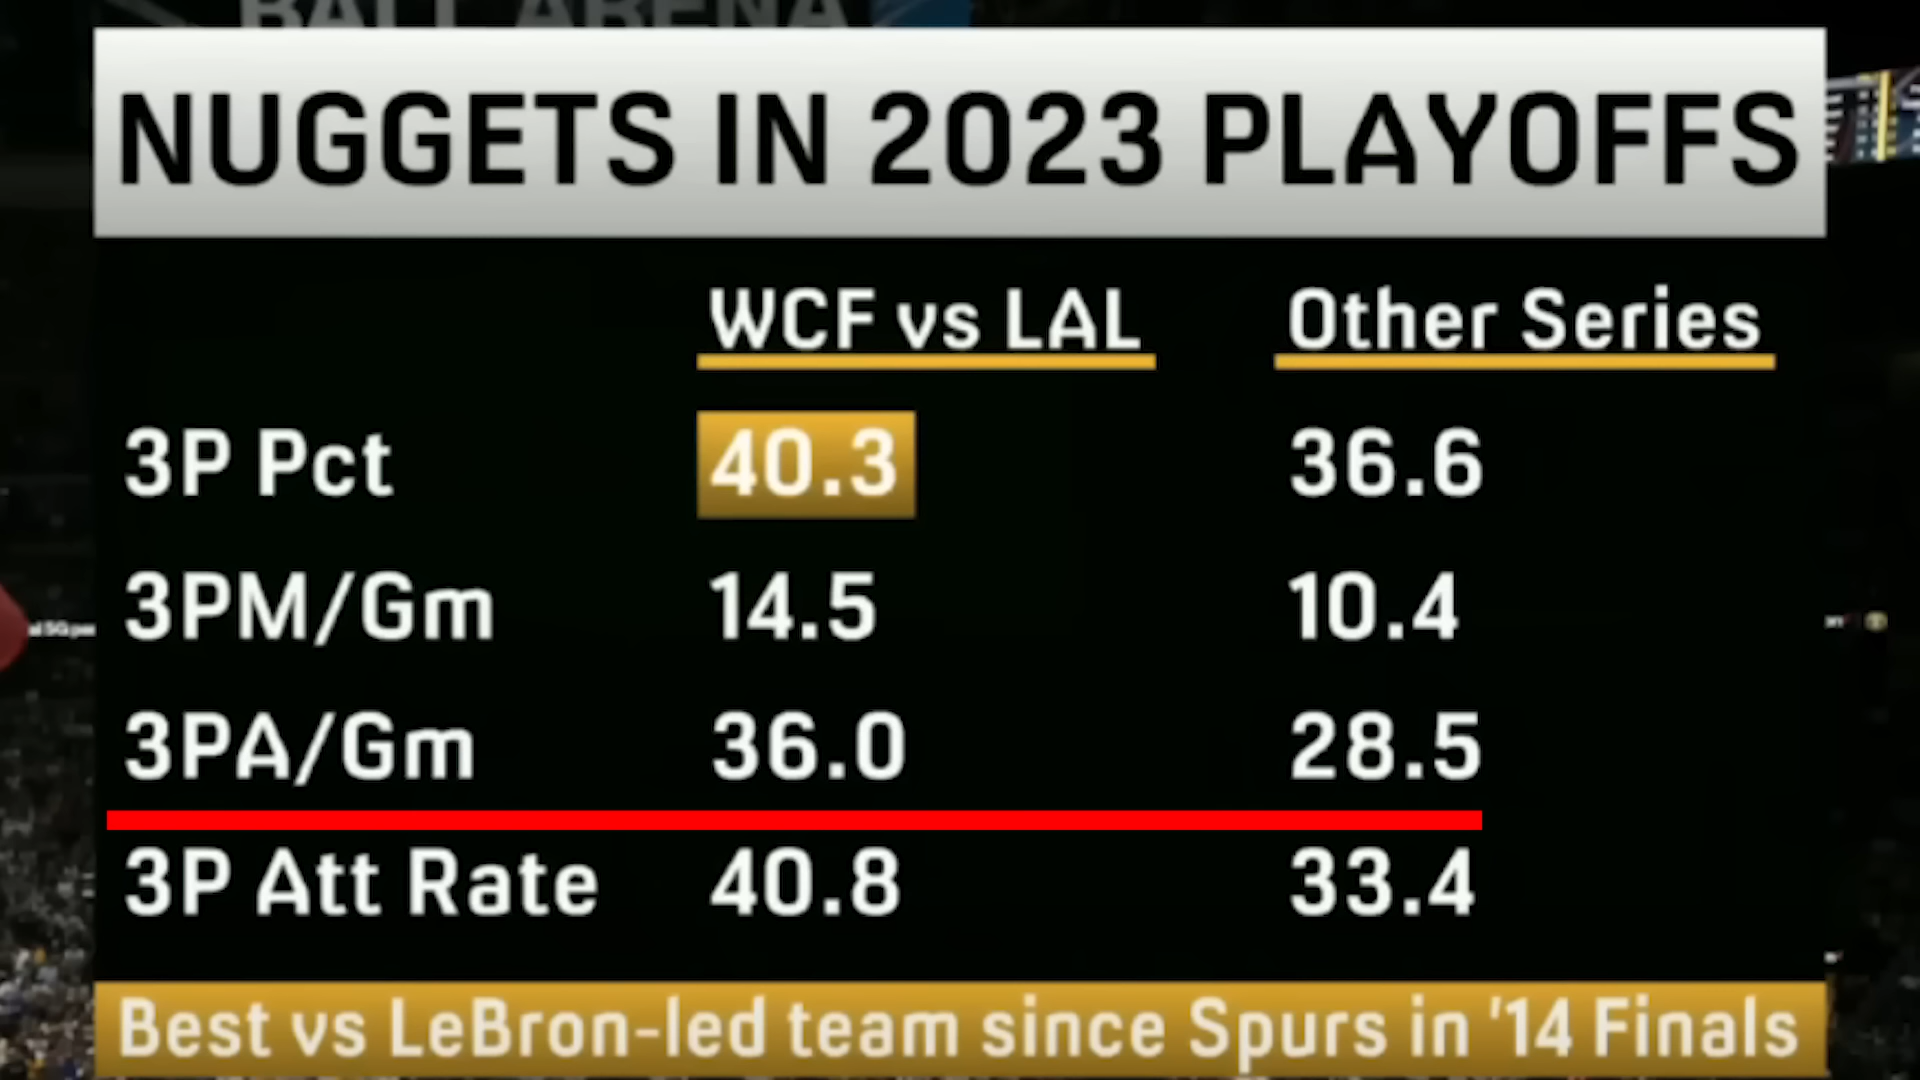 BALL ARENA
NUGGETS IN 2023 PLAYOFFS
WCF vs LAL Other Series
3P Pct 40.3 36.6
3PM/Gm 14.5 10.4
3PA/Gm 36.0 28.5
3P Att Rate 40.8 33.4
Best vs LeBron-led team since Spurs in '14 Finals